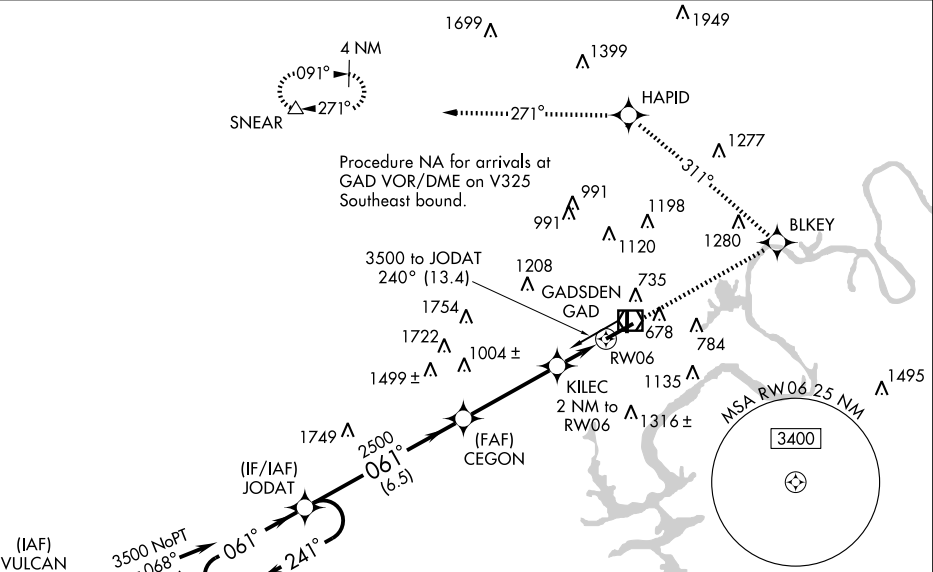 1699
1949
4 NM
1399
091°
271°
SNEAR
271°
HAPID
Procedure NA for arrivals at
GAD VOR/DME on V325
Southeast bound.
1277
311°
991
991
1198
1120
1280
BLKEY
3500 to JODAT
240° (13.4)
1208
GADSDEN
GAD
735
1754
678
784
1722
1004 ±
RW06
1499 ±
KILEC
2 NM to
RW06
1135
1316 ±
1495
MSA RW06 25 NM
3400
1749
2500
061°
(6.5)
(FAF)
CEGON
(IF/IAF)
JODAT
(IAF)
VULCAN
3500 NoPT
068°
061°
241°